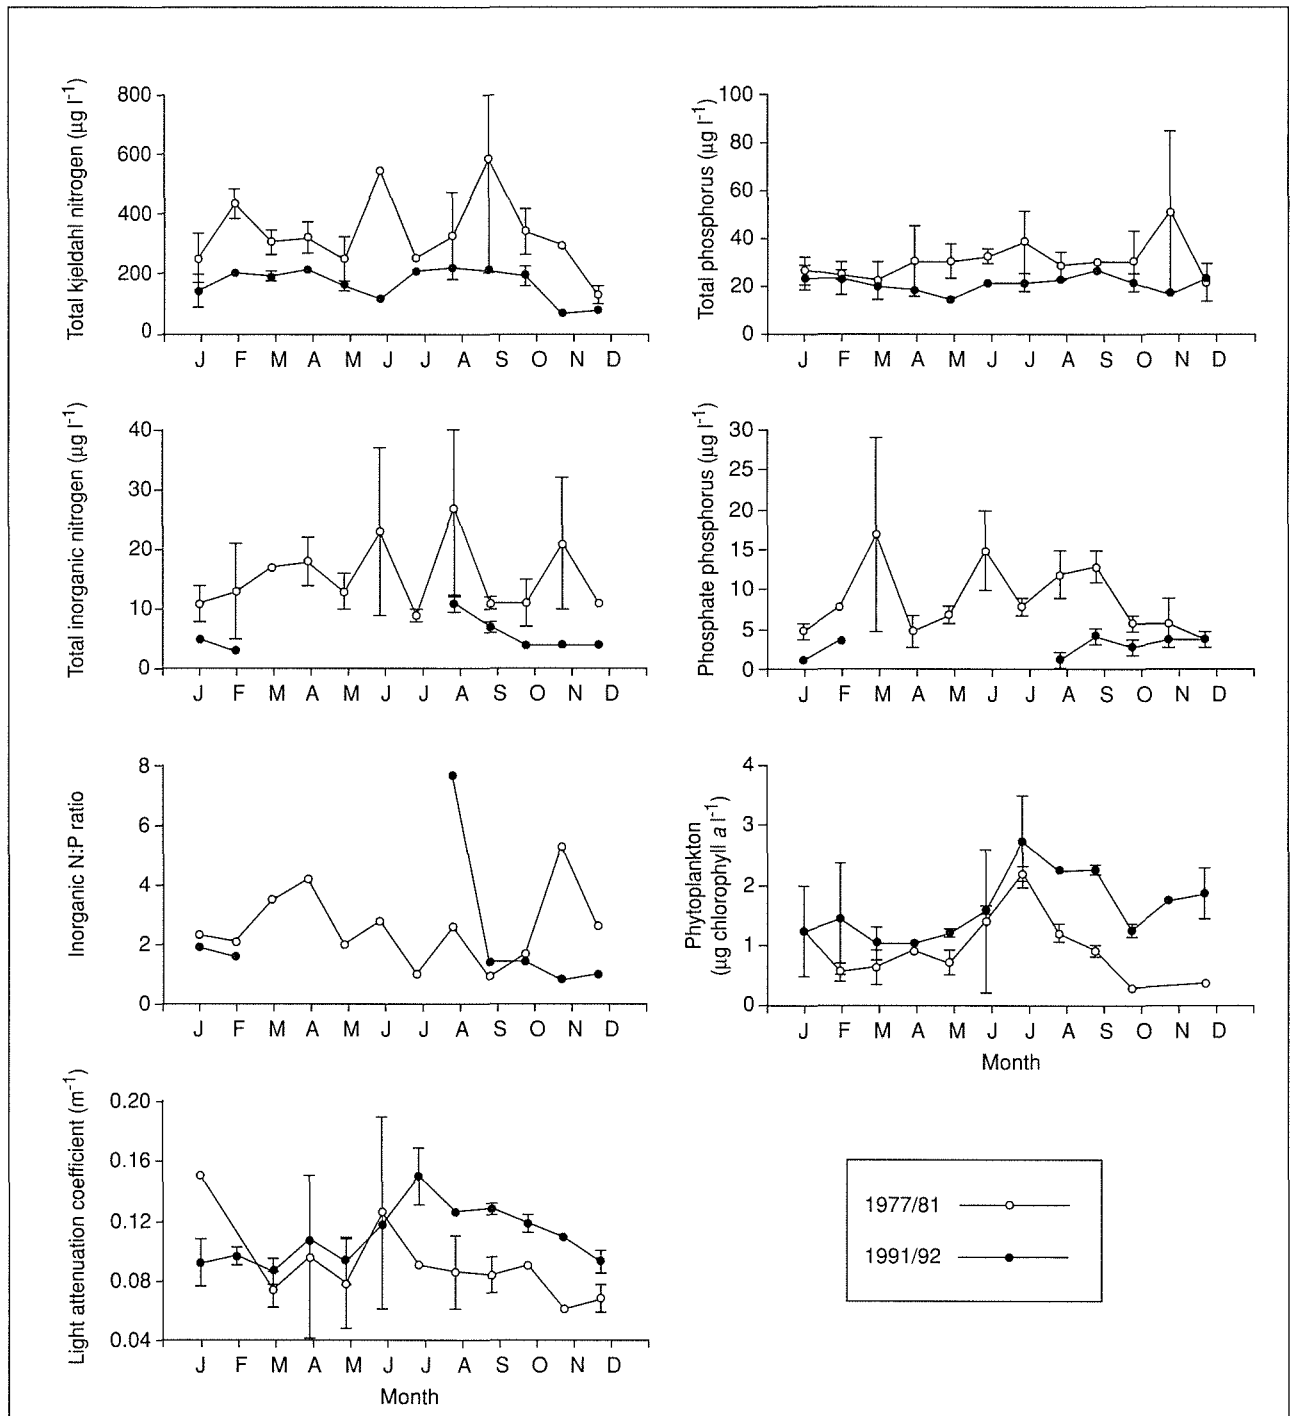 Total kjeldahl nitrogen (µg l-1)
800
600
400
200
0
J F M A M J J A S O N D
Total phosphorus (µg l-1)
100
80
60
40
20
0
J F M A M J J A S O N D
Total inorganic nitrogen (µg l-1)
40
30
20
10
0
J F M A M J J A S O N D
Phosphate phosphorus (µg l-1)
30
25
20
15
10
5
0
J F M A M J J A S O N D
Inorganic N:P ratio
8
6
4
2
0
J F M A M J J A S O N D
Phytoplankton
(µg chlorophyll a l-1)
4
3
2
1
0
J F M A M J J A S O N D
Month
Light attenuation coefficient (m-1)
0.20
0.16
0.12
0.08
0.04
J F M A M J J A S O N D
Month
1977/81
1991/92